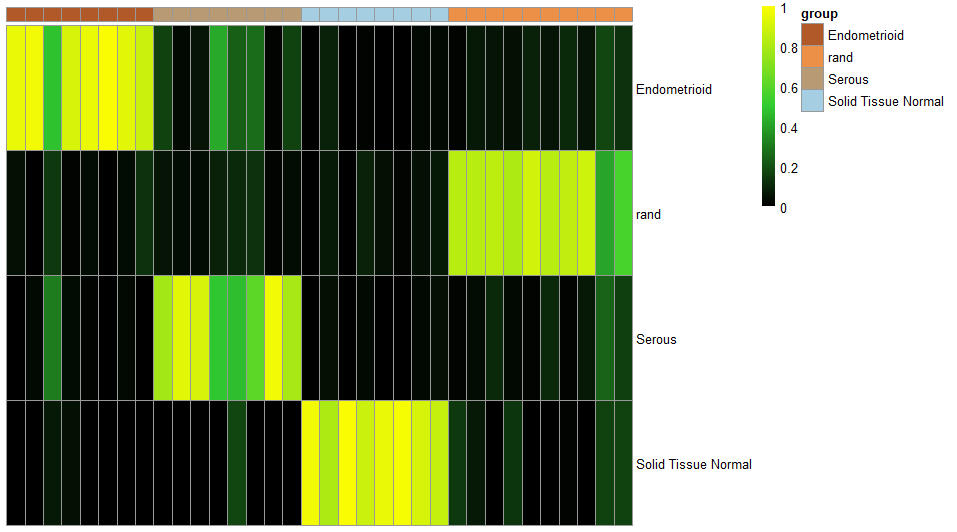 group
Endometrioid
rand
Serous
Solid Tissue Normal
1
0.8
0.6
0.4
0.2
0
Endometrioid
rand
Serous
Solid Tissue Normal